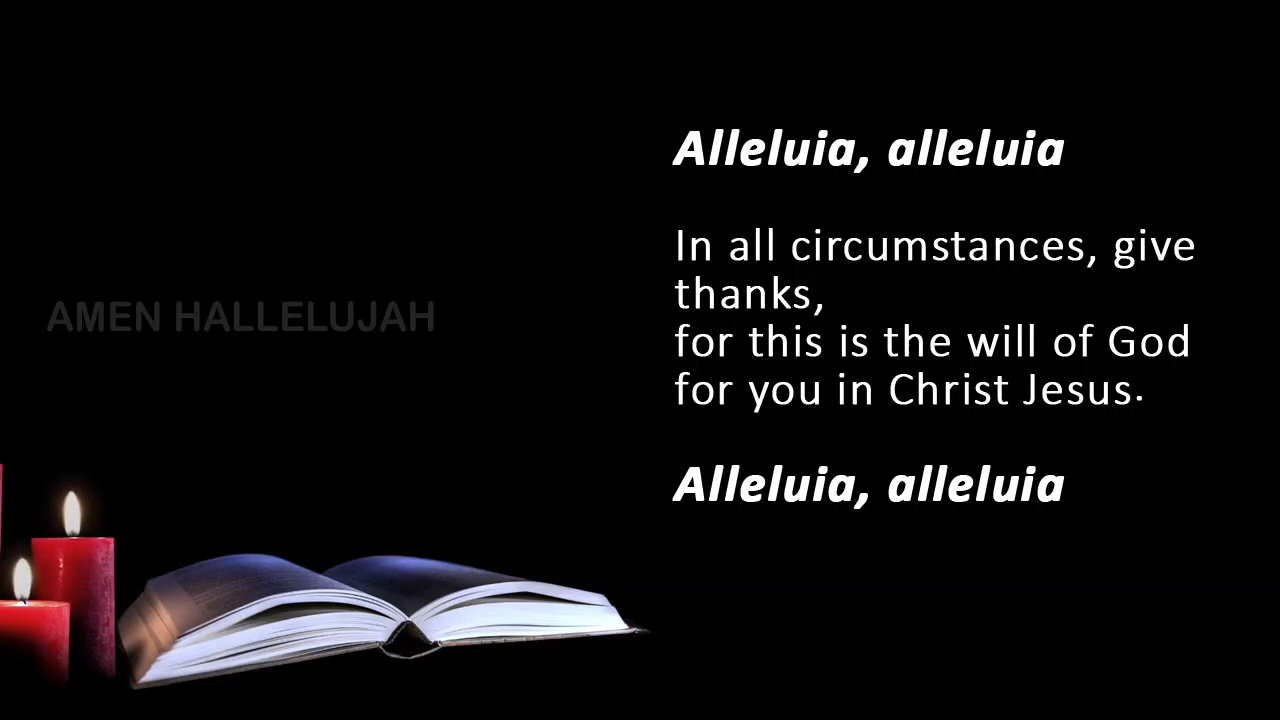 Alleluia, alleluia
In all circumstances, give
thanks,
for this is the will of God
for you in Christ Jesus.
Alleluia, alleluia
AMEN HALLELUJAH